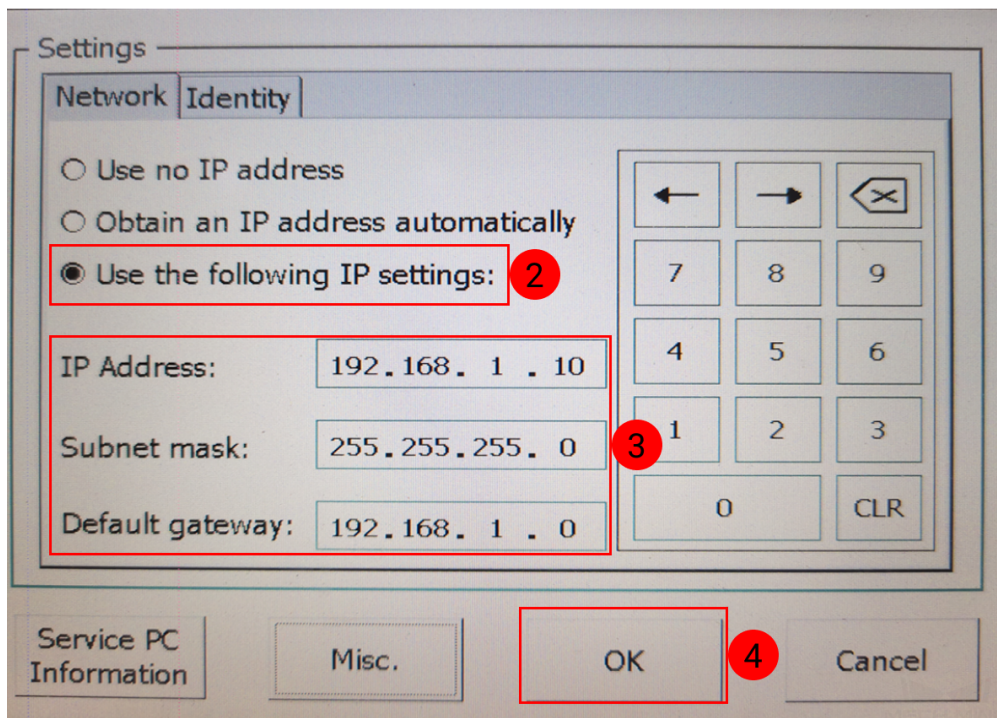 Settings
Network Identity
Use no IP address
Obtain an IP address automatically
Use the following IP settings: 2
IP Address: 192.168. 1 . 10
Subnet mask: 255.255.255. 0
Default gateway: 192.168. 1 . 0
3
7 8 9
4 5 6
1 2 3
0 CLR
Service PC
Information
Misc.
OK
4
Cancel